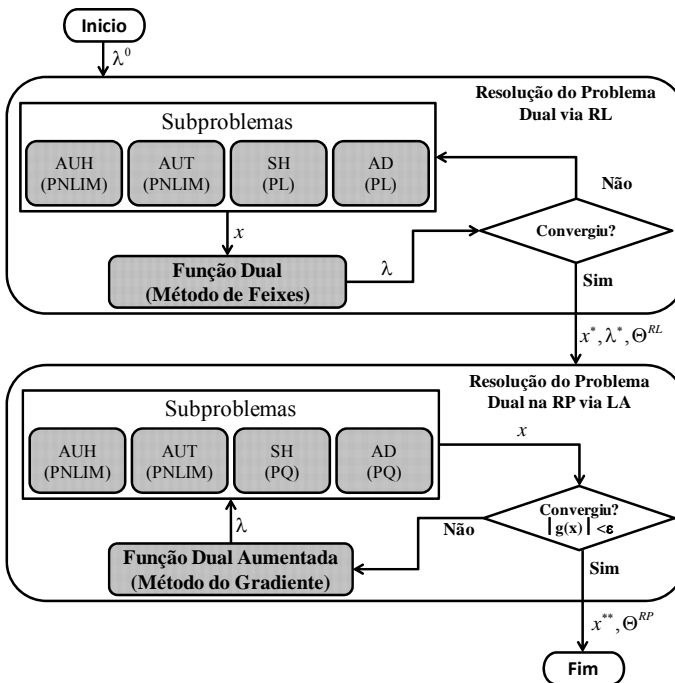 Inicio
λ⁰
Resolução do Problema
Dual via RL
Subproblemas
AUH
(PNLIM)
AUT
(PNLIM)
SH
(PL)
AD
(PL)
Não
x
Convergiu?
Função Dual
(Método de Feixes)
λ
Sim
x*, λ*, Θ^RL
Resolução do Problema
Dual na RP via LA
Subproblemas
x
AUH
(PNLIM)
AUT
(PNLIM)
SH
(PQ)
AD
(PQ)
Convergiu?
|g(x)| <ε
λ
Não
Função Dual Aumentada
(Método do Gradiente)
Sim
x**, Θ^RP
Fim